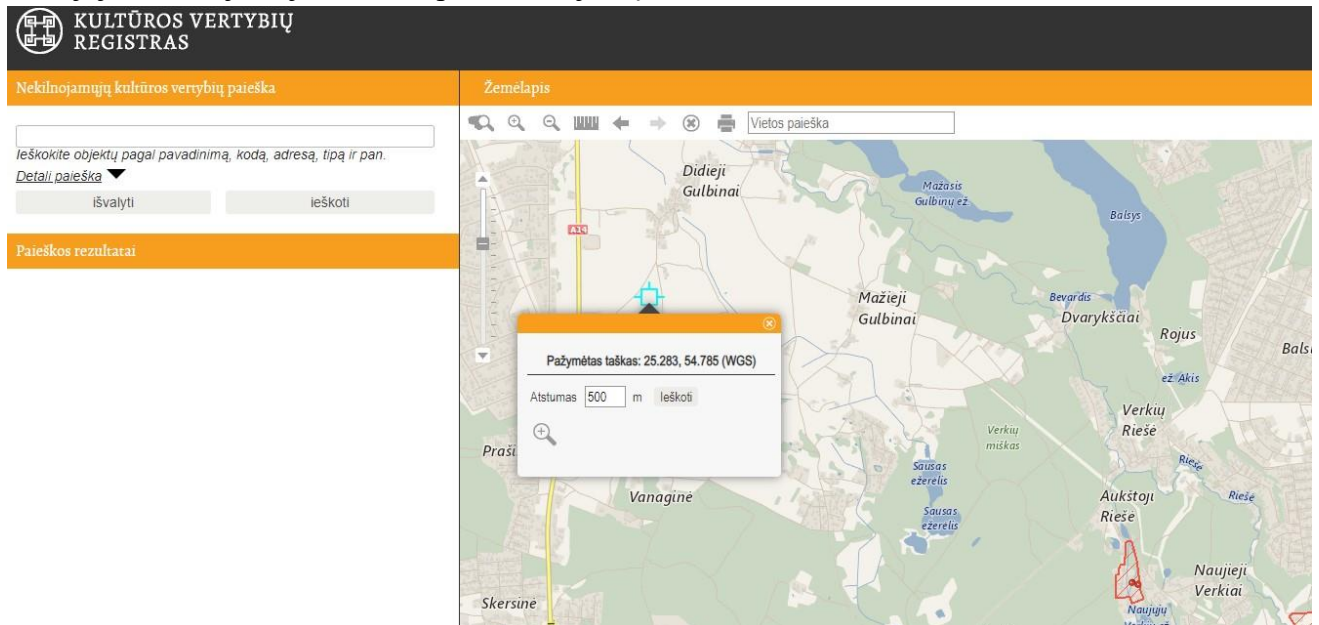 KULTŪROS VERTYBIŲ
REGISTRAS
Nekilnojamųjų kultūros vertybių paieška
Ieškokite objektų pagal pavadinimą, kodą, adresą, tipą ir pan.
Detali paieška
išvalyti
ieškoti
Paieškos rezultatai
Žemėlapis
Vietos paieška
Didieji
Gulbinai
Mažasis
Gulbinų ež
Balsys
A14
Mažieji
Gulbinai
Bevardis
Dvarykščiai
Rojus
Bals
ež Akis
Pažymėtas taškas: 25.283, 54.785 (WGS)
Atstumas 500 m Ieškoti
Verkių
Riešė
Verkių
miškas
Praši
Sausas
ežerelis
Riešė
Vanaginė
Aukštoji
Riešė
Riešė
Sausas
ežerelis
Naujieji
Verkiai
Skersinė
Naujųjų